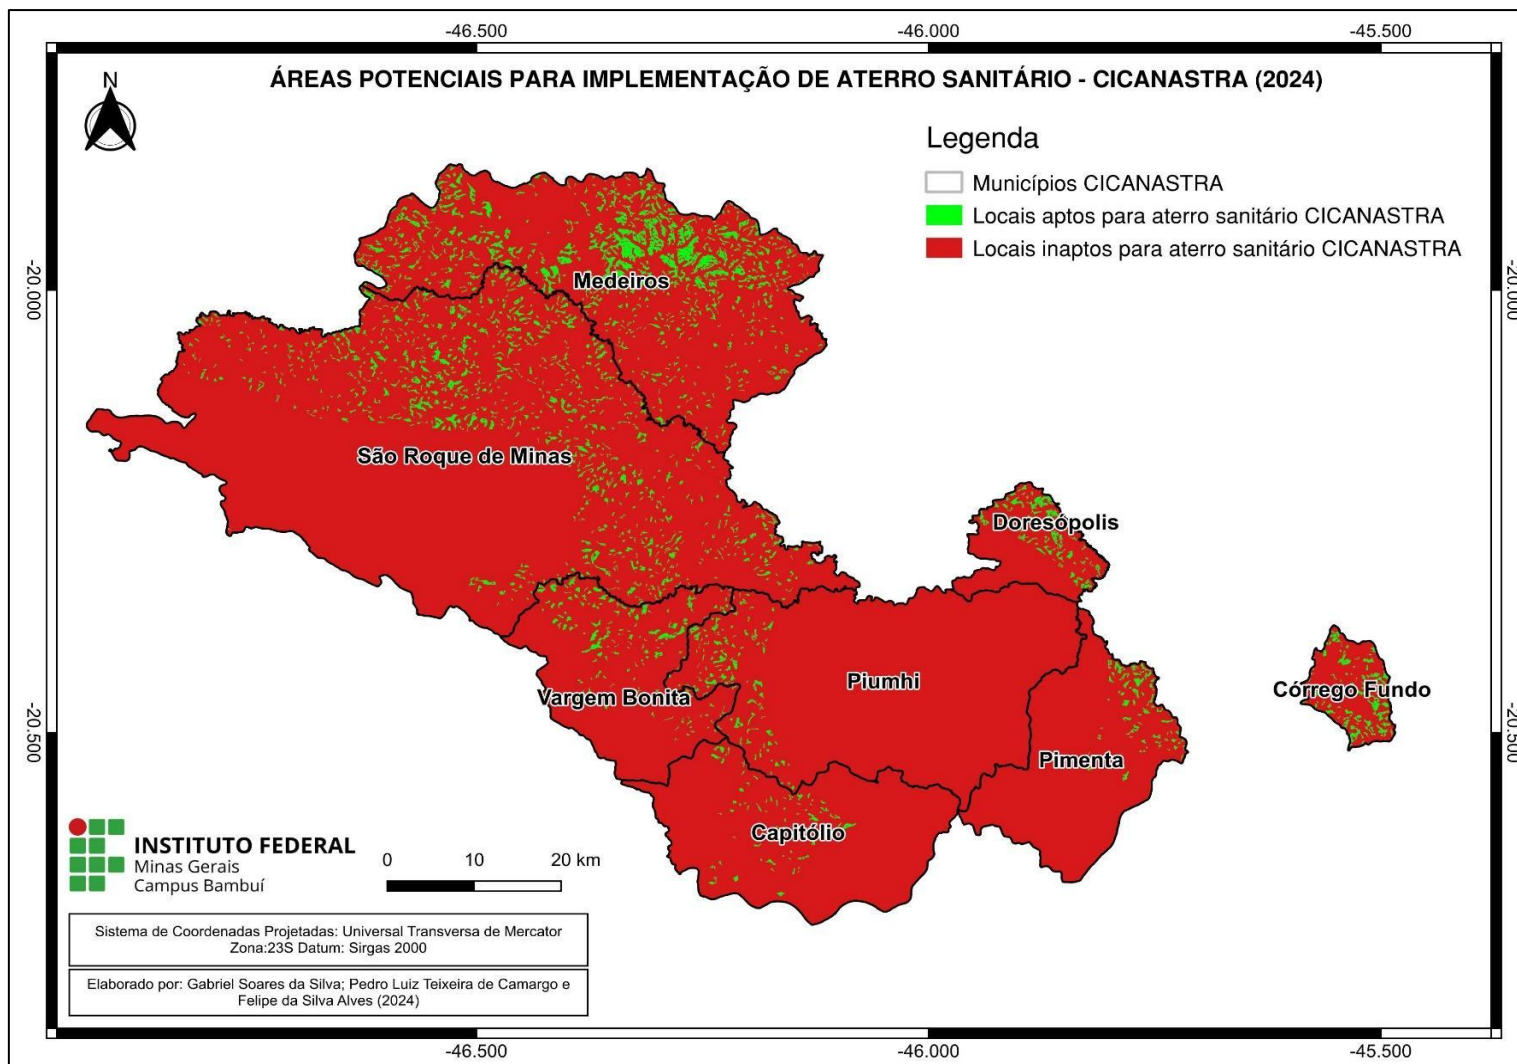 -46.500
-46.000
-45.500
ÁREAS POTENCIAIS PARA IMPLEMENTAÇÃO DE ATERRO SANITÁRIO - CICANASTRA (2024)
N
Legenda
Municípios CICANASTRA
Locais aptos para aterro sanitário CICANASTRA
Locais inaptos para aterro sanitário CICANASTRA
-20.000
-20.000
Medeiros
São Roque de Minas
Doresópolis
Piumhi
Córrego Fundo
Vargem Bonita
-20.500
-20.500
Pimenta
Capitólio
INSTITUTO FEDERAL
Minas Gerais
Campus Bambuí
0 10 20 km
Sistema de Coordenadas Projetadas: Universal Transversa de Mercator
Zona:23S Datum: Sirgas 2000
Elaborado por: Gabriel Soares da Silva; Pedro Luiz Teixeira de Camargo e
Felipe da Silva Alves (2024)
-46.500
-46.000
-45.500